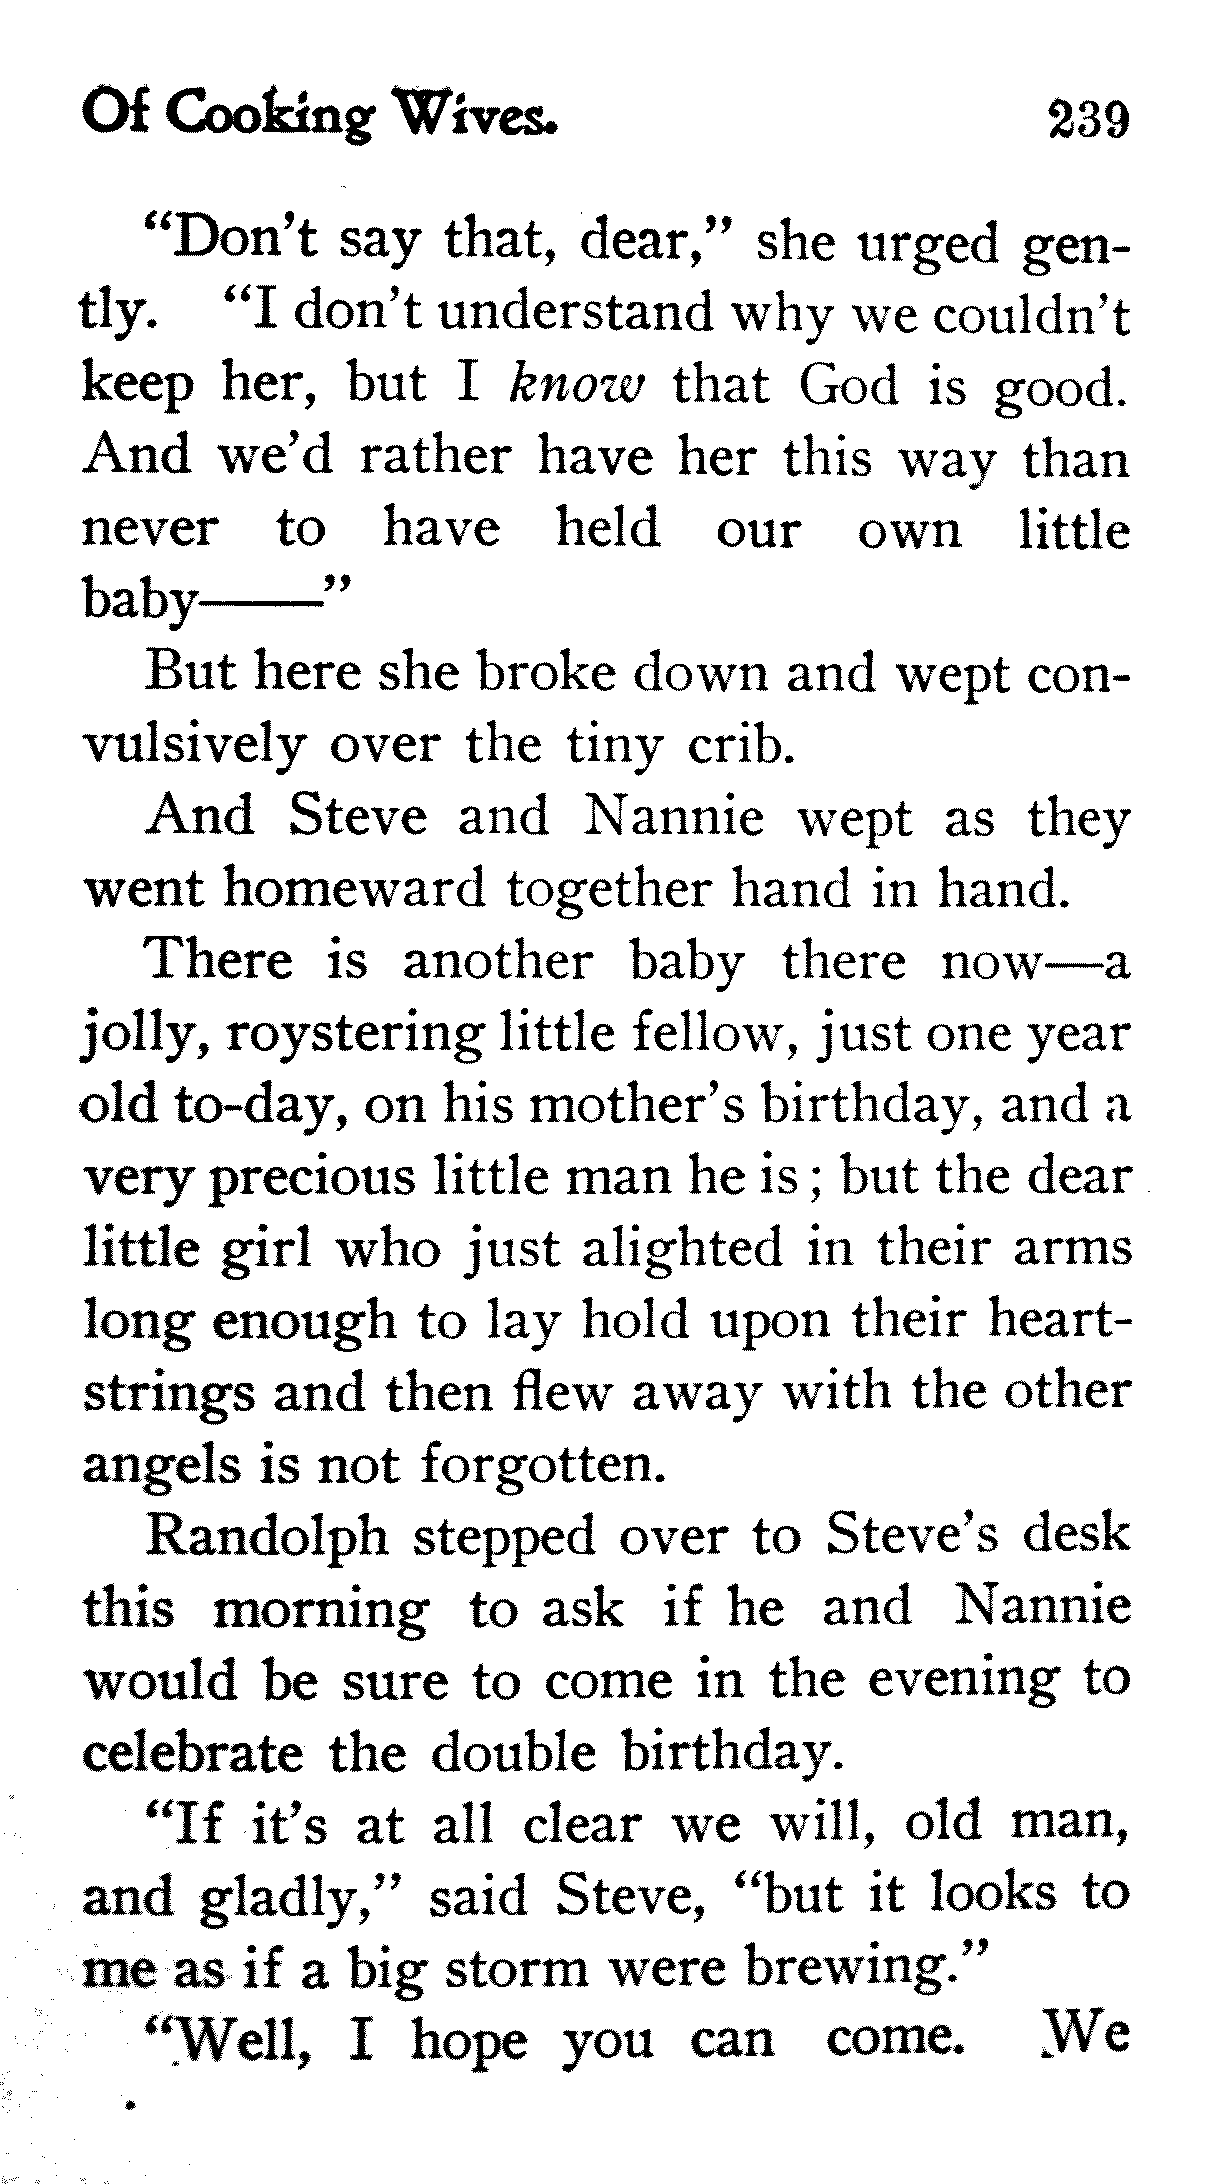 Of Cooking Wives. 239
"Don't say that, dear," she urged gen-
tly. "I don't understand why we couldn't
keep her, but I know that God is good.
And we'd rather have her this way than
never to have held our own little
baby——"
But here she broke down and wept con-
vulsively over the tiny crib.
And Steve and Nannie wept as they
went homeward together hand in hand.
There is another baby there now—a
jolly, roystering little fellow, just one year
old to-day, on his mother's birthday, and a
very precious little man he is; but the dear
little girl who just alighted in their arms
long enough to lay hold upon their heart-
strings and then flew away with the other
angels is not forgotten.
Randolph stepped over to Steve's desk
this morning to ask if he and Nannie
would be sure to come in the evening to
celebrate the double birthday.
"If it's at all clear we will, old man,
and gladly," said Steve, "but it looks to
me as if a big storm were brewing."
"Well, I hope you can come. We